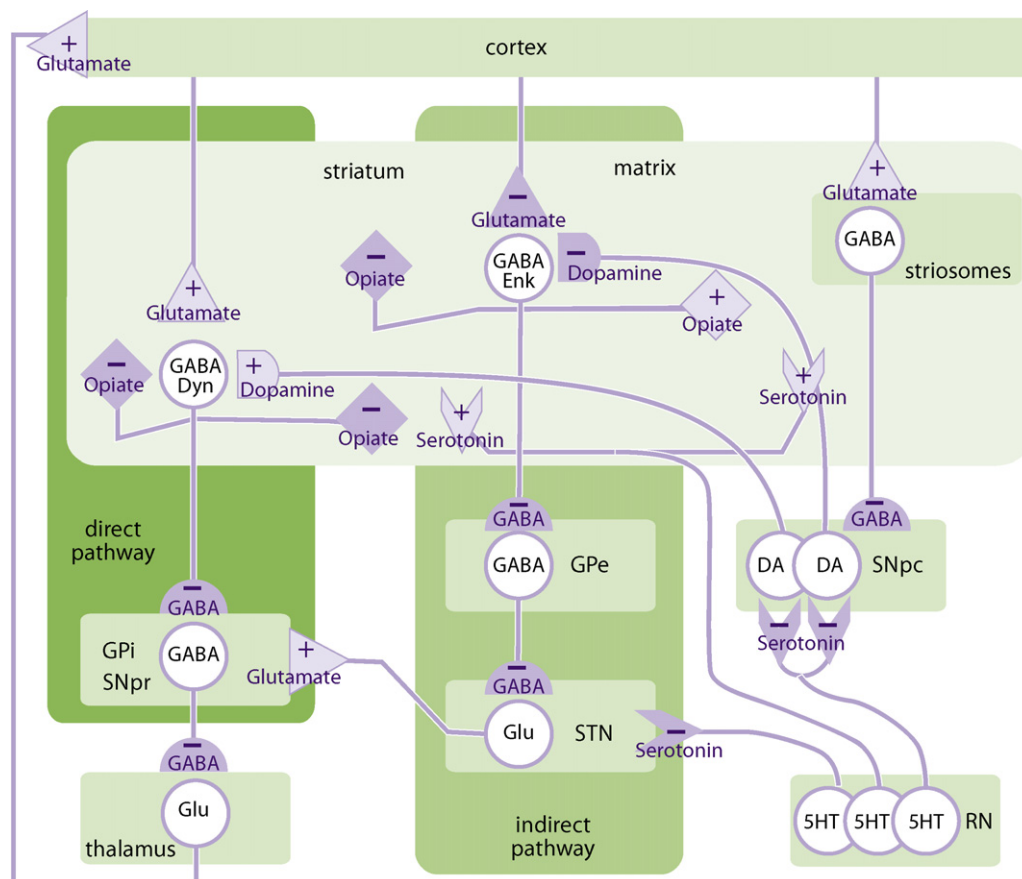 +
Glutamate
cortex
striatum
matrix
+
Glutamate
−
Glutamate
+
Glutamate
GABA
striosomes
−
Opiate
GABA
Enk
−
Dopamine
+
Opiate
−
Opiate
GABA
Dyn
+
Dopamine
−
Opiate
+
Serotonin
+
Serotonin
direct
pathway
−
GABA
GABA
GPe
−
GABA
DA
DA
SNpc
−
−
Serotonin
−
GABA
GPi
SNpr
GABA
+
Glutamate
−
GABA
Glu
STN
−
Serotonin
−
GABA
Glu
thalamus
indirect
pathway
5HT
5HT
5HT
RN